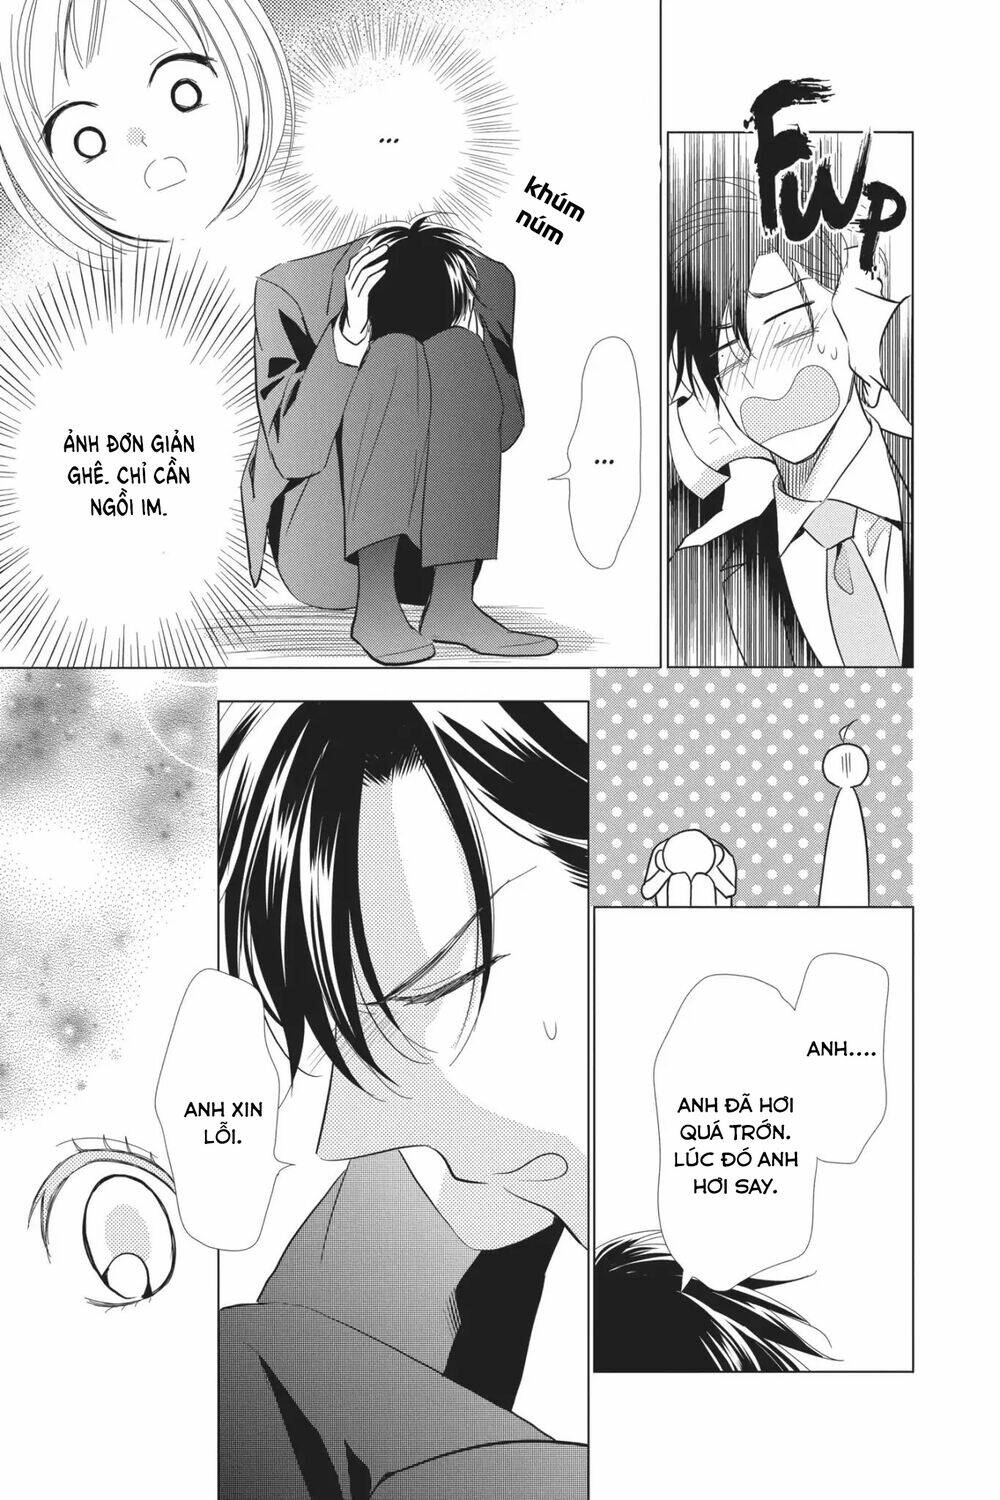 Fwp
...
khúm
núm
...
ẢNH ĐƠN GIẢN
GHÊ. CHỈ CẦN
NGỒI IM.
ANH....
ANH ĐÃ HƠI
QUÁ TRỚN.
LÚC ĐÓ ANH
HƠI SAY.
ANH XIN
LỖI.